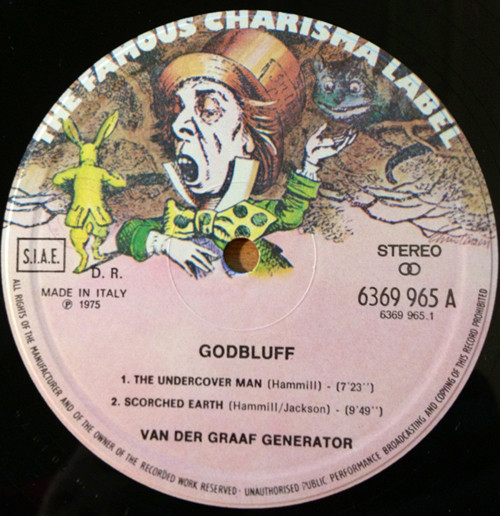 THE FAMOUS CHARISMA LABEL
S.I.A.E.
D. R.
MADE IN ITALY
℗ 1975
STEREO
6369 965 A
6369 965.1
GODBLUFF
1. THE UNDERCOVER MAN (Hammill) - (7'23'')
2. SCORCHED EARTH (Hammill/Jackson) - (9'49'')
VAN DER GRAAF GENERATOR
ALL RIGHTS OF THE MANUFACTURER AND OF THE OWNER OF THE RECORDED WORK RESERVED - UNAUTHORISED PUBLIC PERFORMANCE BROADCASTING AND COPYING OF THIS RECORD PROHIBITED